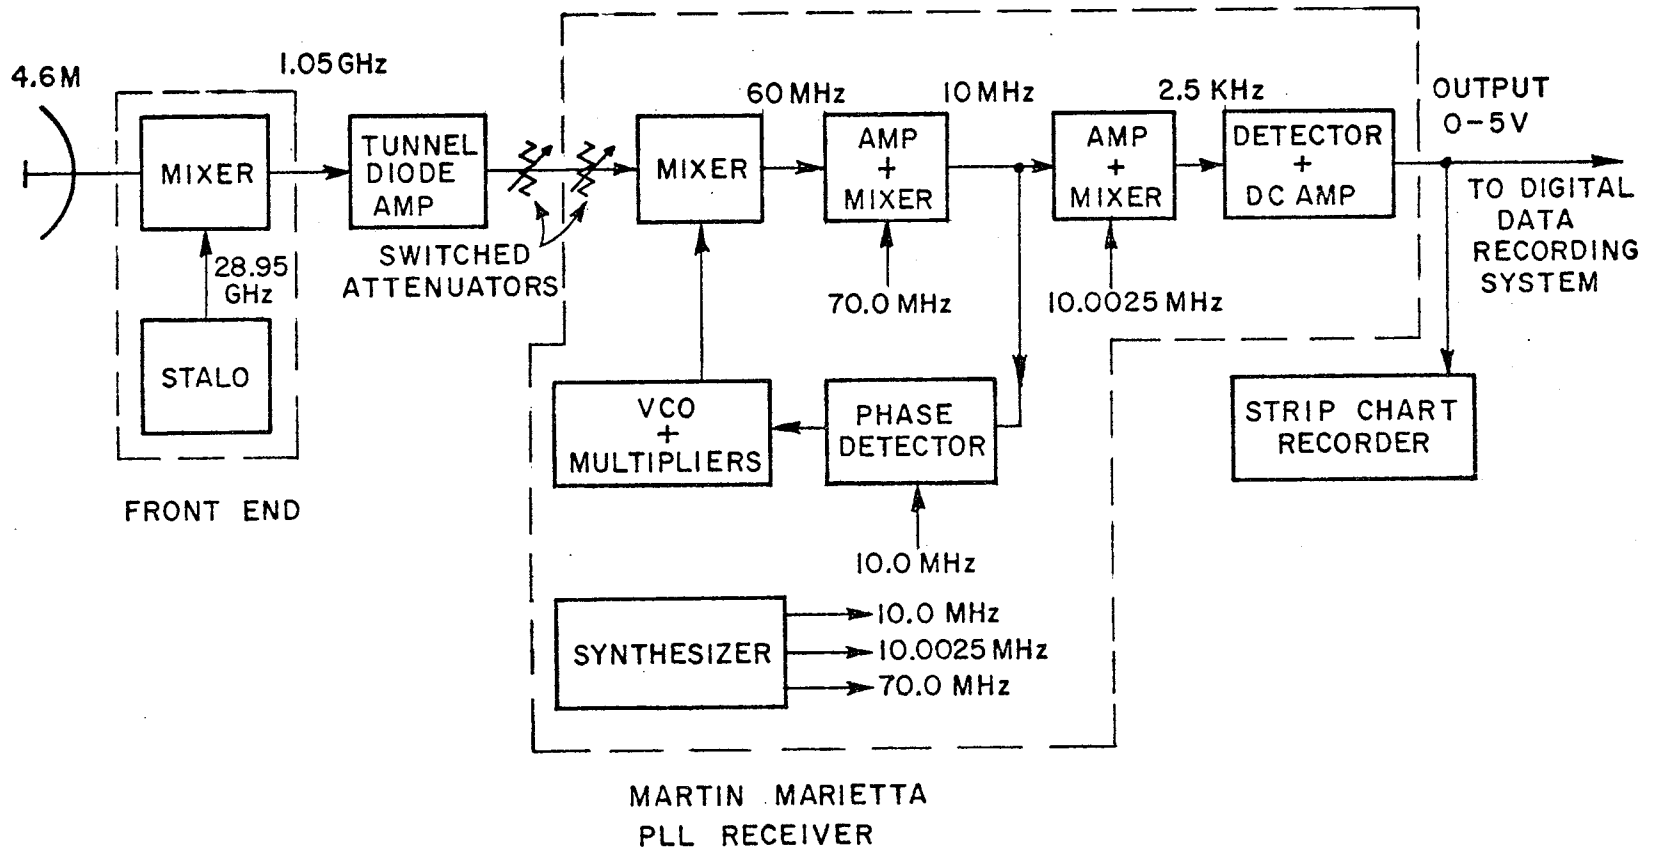 4.6M
1.05GHz
MIXER
28.95
GHz
STALO
FRONT END
TUNNEL
DIODE
AMP
SWITCHED
ATTENUATORS
MIXER
60 MHz
AMP
+
MIXER
70.0 MHz
10 MHz
AMP
+
MIXER
10.0025 MHz
2.5 KHz
DETECTOR
+
DC AMP
OUTPUT
0-5V
TO DIGITAL
DATA
RECORDING
SYSTEM
STRIP CHART
RECORDER
VCO
+
MULTIPLIERS
PHASE
DETECTOR
10.0 MHz
SYNTHESIZER
10.0 MHz
10.0025 MHz
70.0 MHz
MARTIN MARIETTA
PLL RECEIVER